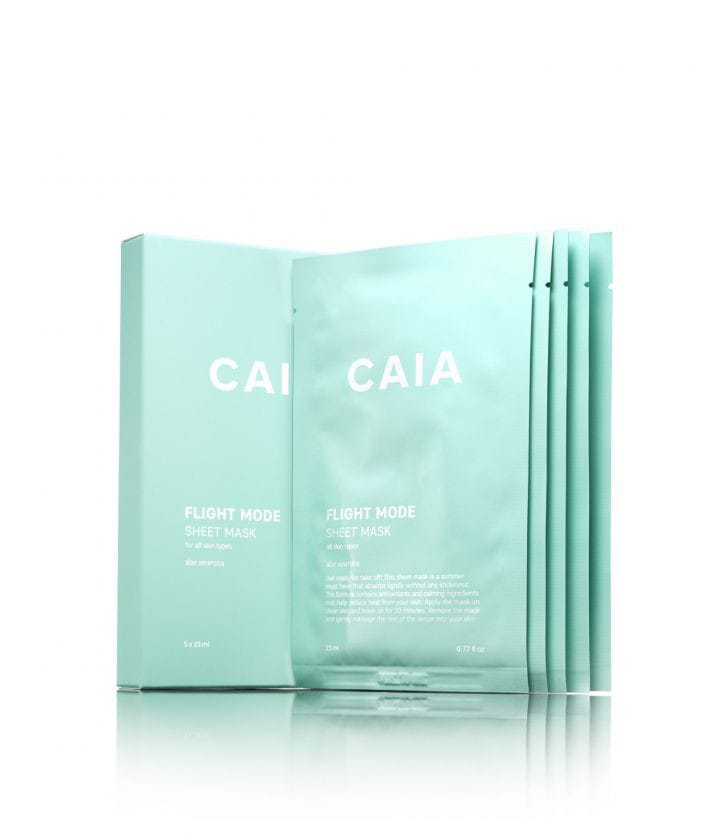 CAI
FLIGHT MODE
SHEET MASK
for all skin types
aloe vera+cica
5 x 23 ml
CAIA
FLIGHT MODE
SHEET MASK
all skin types
aloe vera+cica
Get ready for take off! This sheet mask is a summer
must have that absorbs lightly without any stickiness.
The formula contains antioxidants and calming ingredients
that help reduce heat from your skin. Apply the mask on
clean skin and leave on for 20 minutes. Remove the mask
and gently massage the rest of the serum into your skin.
23 ml
0.77 fl oz